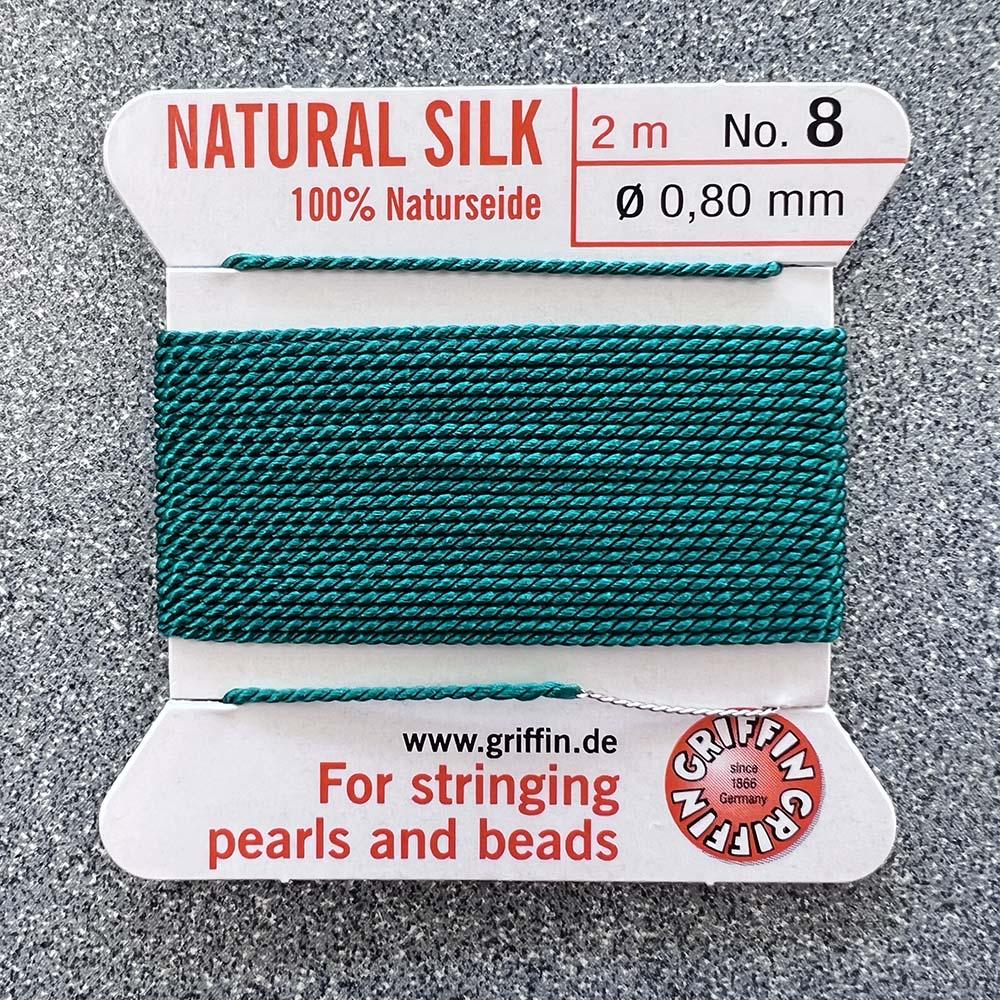 NATURAL SILK
100% Naturseide
2 m No. 8
Ø 0,80 mm
www.griffin.de
For stringing
pearls and beads
GRIFFIN GRIFFIN
since
1866
Germany